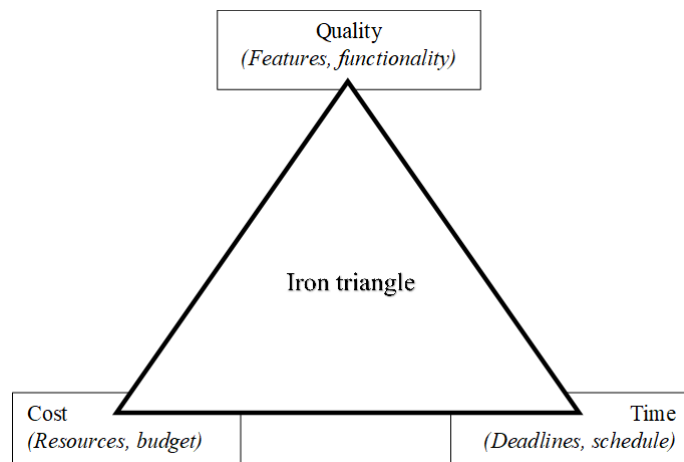 Quality
(Features, functionality)
Iron triangle
Cost
(Resources, budget)
Time
(Deadlines, schedule)